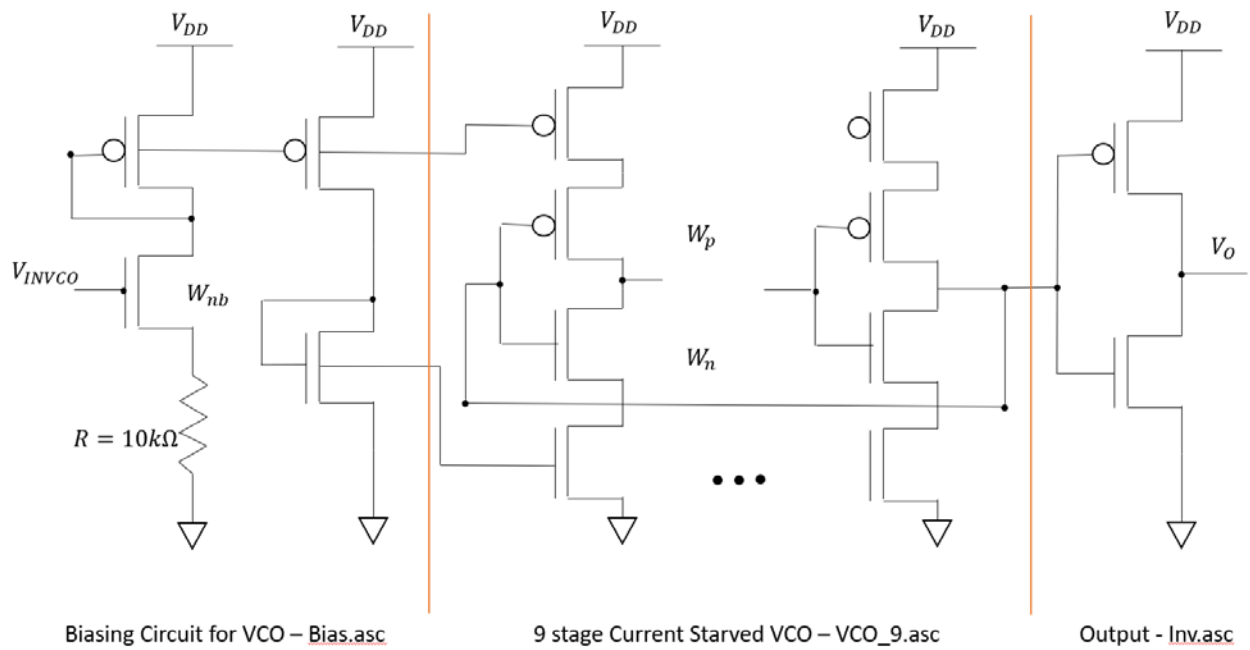 V_DD
V_DD
V_DD
V_DD
V_DD
V_INVCO
W_nb
W_p
W_n
V_O
R = 10kΩ
Biasing Circuit for VCO – Bias.asc
9 stage Current Starved VCO – VCO_9.asc
Output - Inv.asc